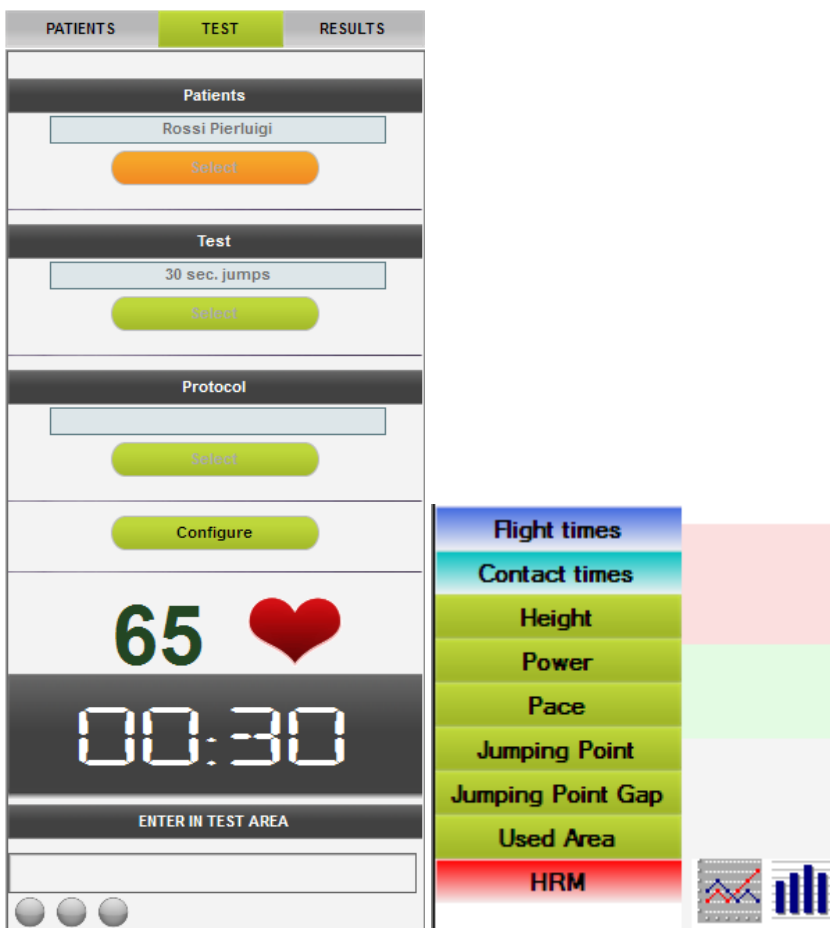 PATIENTS TEST RESULTS
Patients
Rossi Pierluigi
Select
Test
30 sec. jumps
Select
Protocol
Select
Configure
65
00:30
ENTER IN TEST AREA
Flight times
Contact times
Height
Power
Pace
Jumping Point
Jumping Point Gap
Used Area
HRM